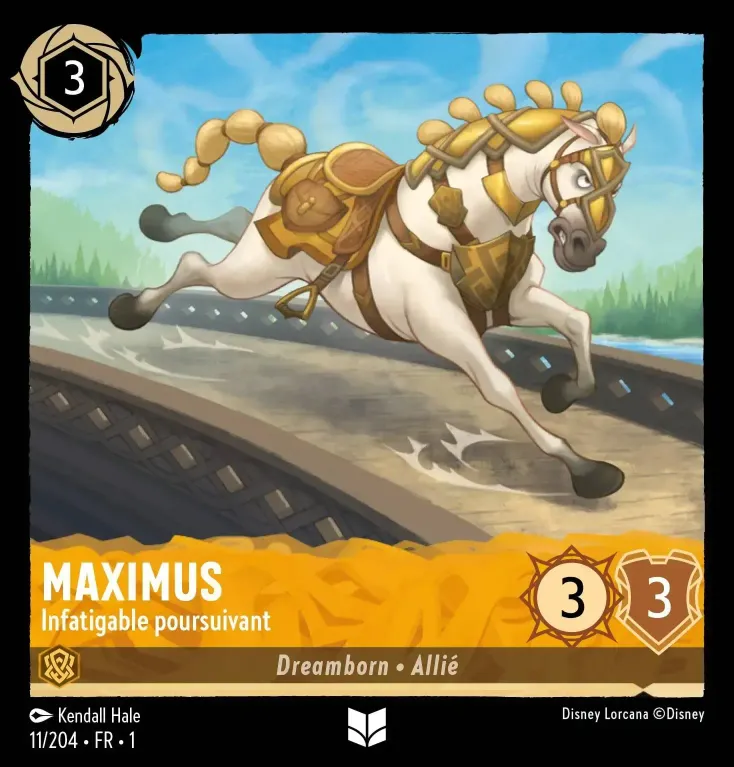 3
MAXIMUS
Infatigable poursuivant
3
3
Dreamborn • Allié
Kendall Hale
Disney Lorcana ©Disney
11/204 • FR • 1